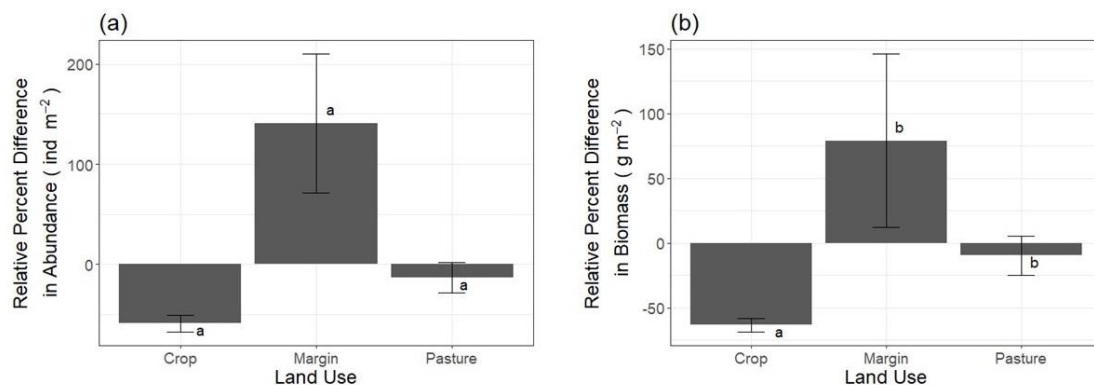 (a)
Relative Percent Difference
in Abundance ( ind m⁻² )
200
100
0
a
a
a
Crop
Margin
Pasture
Land Use
(b)
Relative Percent Difference
in Biomass ( g m⁻² )
150
100
50
0
-50
a
b
b
Crop
Margin
Pasture
Land Use